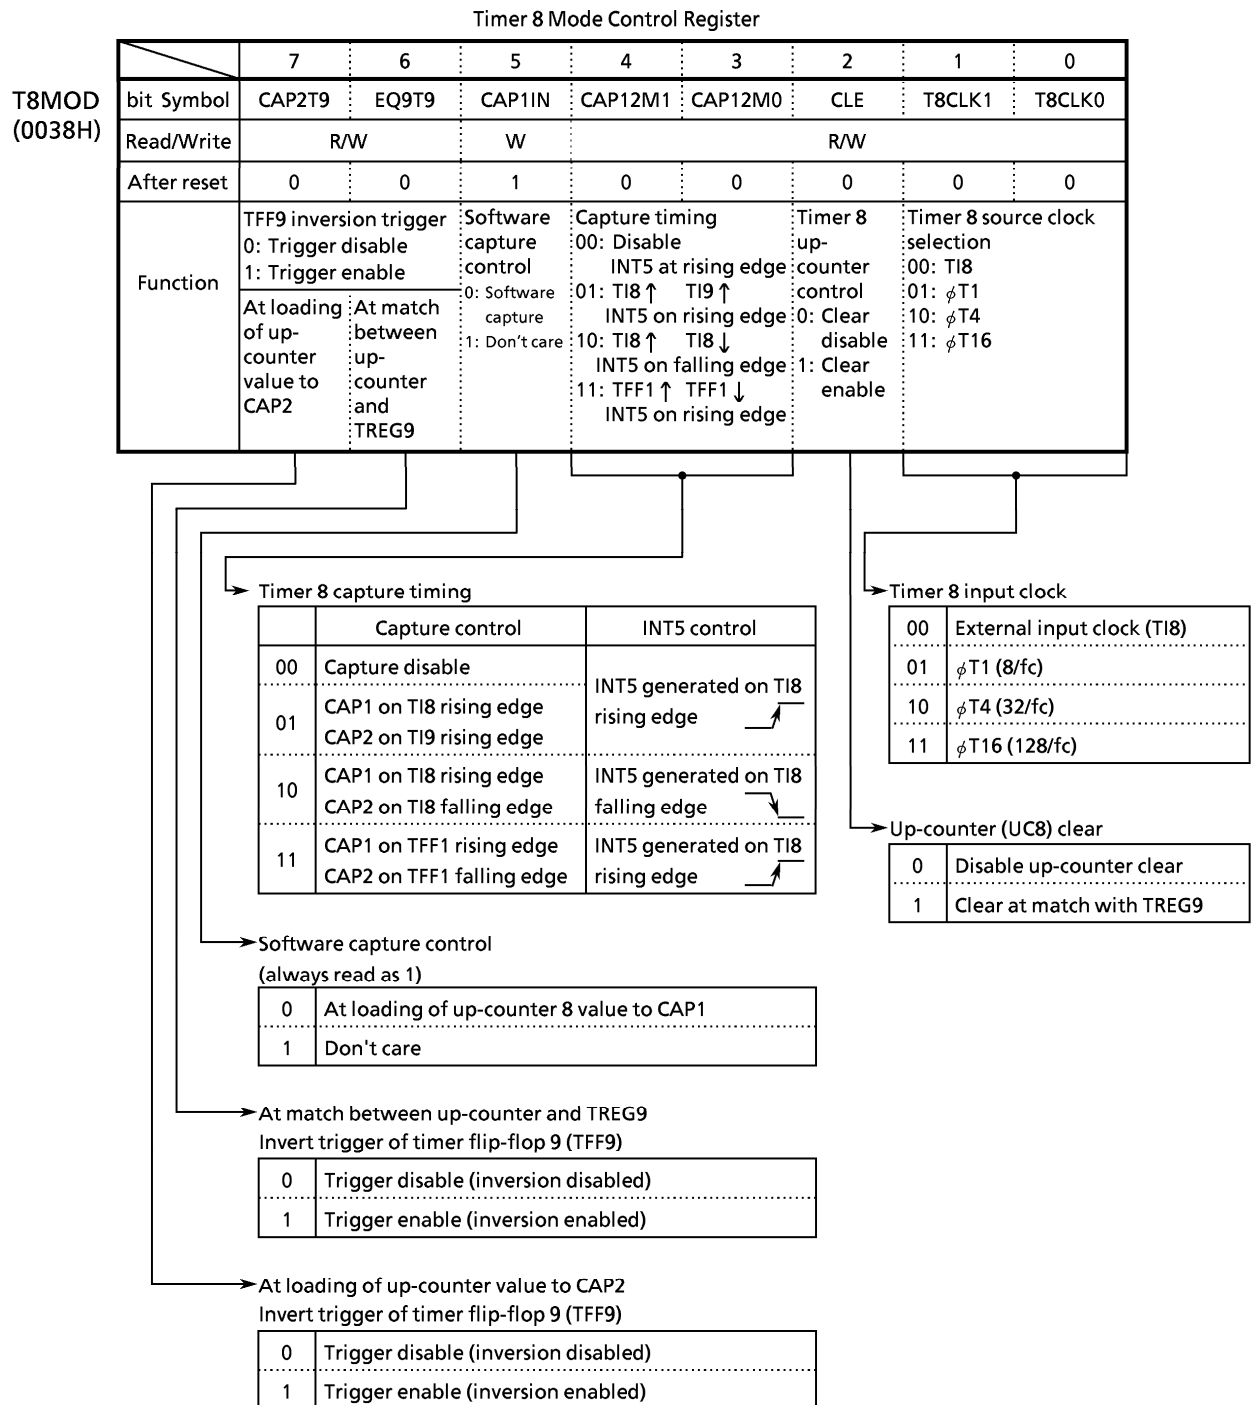 Timer 8 Mode Control Register
7 6 5 4 3 2 1 0
T8MOD
(0038H)
bit Symbol CAP2T9 EQ9T9 CAP1IN CAP12M1 CAP12M0 CLE T8CLK1 T8CLK0
Read/Write R/W W R/W
After reset 0 0 1 0 0 0 0 0
Function
TFF9 inversion trigger
0: Trigger disable
1: Trigger enable
At loading
of up-
counter
value to
CAP2
At match
between
up-
counter
and
TREG9
Software
capture
control
0: Software
capture
1: Don't care
Capture timing
00: Disable
INT5 at rising edge
01: TI8↑ TI9↑
INT5 on rising edge
10: TI8↑ TI8↓
INT5 on falling edge
11: TFF1↑ TFF1↓
INT5 on rising edge
Timer 8
up-
counter
control
0: Clear
disable
1: Clear
enable
Timer 8 source clock
selection
00: TI8
01: ϕT1
10: ϕT4
11: ϕT16
Timer 8 capture timing
Capture control INT5 control
00 Capture disable
01 CAP1 on TI8 rising edge
CAP2 on TI9 rising edge
INT5 generated on TI8
rising edge
10 CAP1 on TI8 rising edge
CAP2 on TI8 falling edge
INT5 generated on TI8
falling edge
11 CAP1 on TFF1 rising edge
CAP2 on TFF1 falling edge
INT5 generated on TI8
rising edge
Timer 8 input clock
00 External input clock (TI8)
01 ϕT1 (8/fc)
10 ϕT4 (32/fc)
11 ϕT16 (128/fc)
Up-counter (UC8) clear
0 Disable up-counter clear
1 Clear at match with TREG9
Software capture control
(always read as 1)
0 At loading of up-counter 8 value to CAP1
1 Don't care
At match between up-counter and TREG9
Invert trigger of timer flip-flop 9 (TFF9)
0 Trigger disable (inversion disabled)
1 Trigger enable (inversion enabled)
At loading of up-counter value to CAP2
Invert trigger of timer flip-flop 9 (TFF9)
0 Trigger disable (inversion disabled)
1 Trigger enable (inversion enabled)